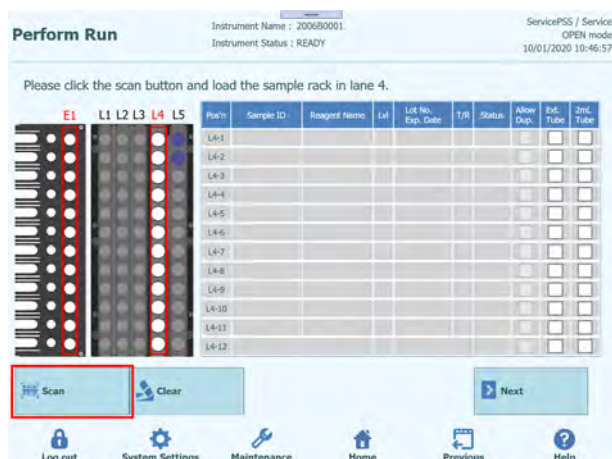 Perform Run
Instrument Name : 2006B0001
Instrument Status : READY
ServicePSS / Service
OPEN mode
10/01/2020 10:46:57
Please click the scan button and load the sample rack in lane 4.
E1 L1 L2 L3 L4 L5
Pos'n Sample ID Reagent Name Lvl Lot No. Exp. Date T/R Status Allow Dup. Ext. Tube 2mL Tube
L4-1
L4-2
L4-3
L4-4
L4-5
L4-6
L4-7
L4-8
L4-9
L4-10
L4-11
L4-12
Scan Clear Next
Log out System Settings Maintenance Home Previous Help